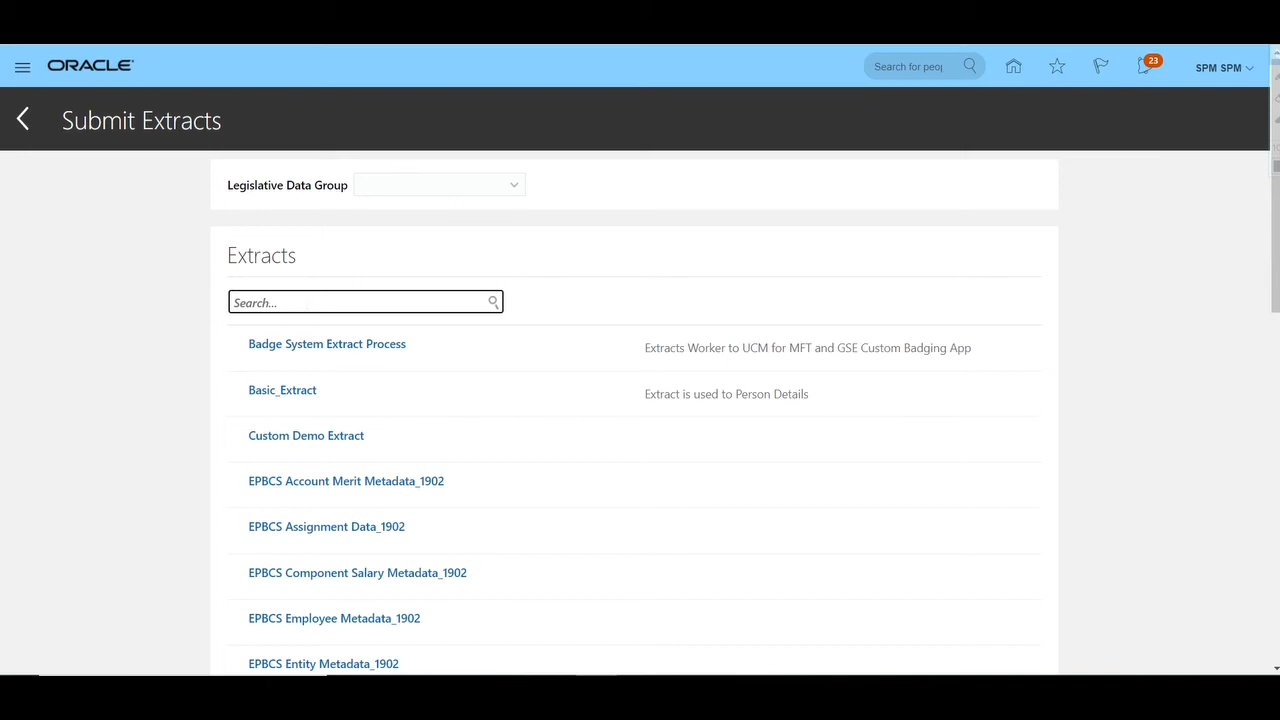 ORACLE
Search for peop
23
SPM SPM
Submit Extracts
Legislative Data Group
Extracts
Search...
Badge System Extract Process
Extracts Worker to UCM for MFT and GSE Custom Badging App
Basic_Extract
Extract is used to Person Details
Custom Demo Extract
EPBCS Account Merit Metadata_1902
EPBCS Assignment Data_1902
EPBCS Component Salary Metadata_1902
EPBCS Employee Metadata_1902
EPBCS Entity Metadata_1902